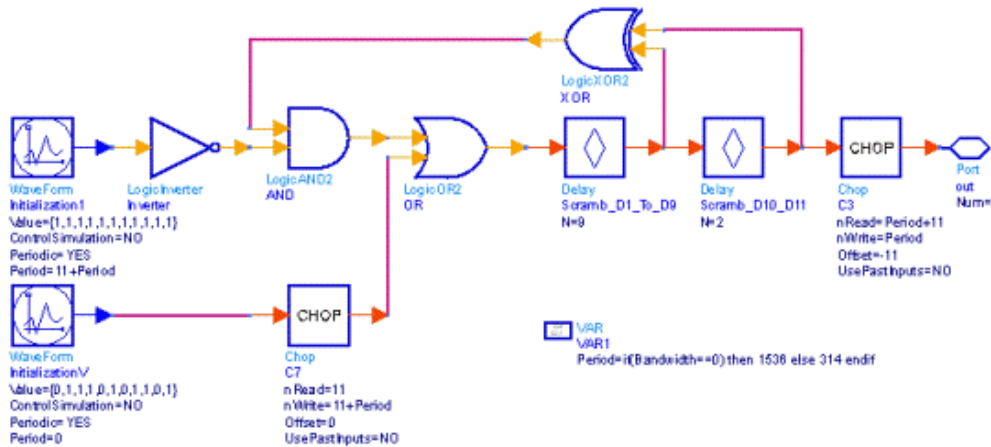 LogicXOR2
XOR
WaveForm
Initialization1
Value={1,1,1,1,1,1,1,1,1,1,1}
ControlSimulation=NO
Periodic=YES
Period=11+Period
LogicInverter
Inverter
LogicAND2
AND
LogicOR2
OR
Delay
Scramb_D1_To_D9
N=9
Delay
Scramb_D10_D11
N=2
CHOP
Chop
C3
nRead=Period+11
nWrite=Period
Offset=-11
UsePastInputs=NO
Port
out
Num=
WaveForm
InitializationV
Value={0,1,1,1,0,1,0,1,1,0,1}
ControlSimulation=NO
Periodic=YES
Period=0
CHOP
Chop
C7
nRead=11
nWrite=11+Period
Offset=0
UsePastInputs=NO
VAR
VAR1
Period=if(Bandwidth==0) then 1536 else 314 endif